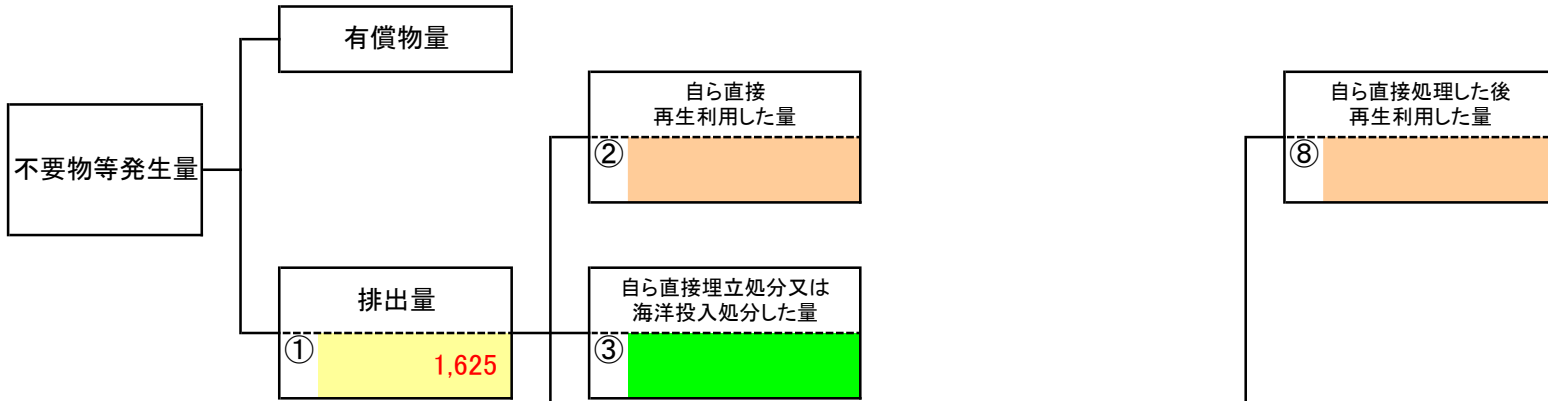 有償物量
自ら直接
再生利用した量
②
自ら直接処理した後
再生利用した量
⑧
不要物等発生量
排出量
①
1,625
自ら直接埋立処分又は
海洋投入処分した量
③